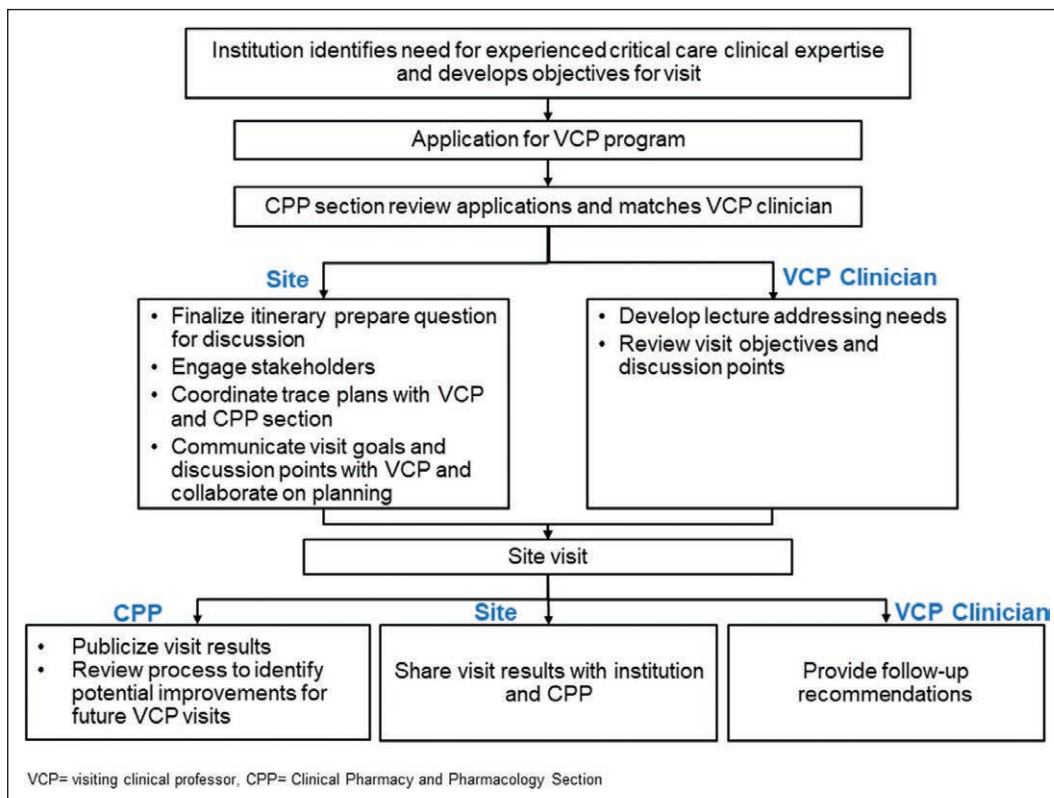 Institution identifies need for experienced critical care clinical expertise
and develops objectives for visit
Application for VCP program
CPP section review applications and matches VCP clinician
Site
• Finalize itinerary prepare question
for discussion
• Engage stakeholders
• Coordinate trace plans with VCP
and CPP section
• Communicate visit goals and
discussion points with VCP and
collaborate on planning
VCP Clinician
• Develop lecture addressing needs
• Review visit objectives and
discussion points
Site visit
CPP
• Publicize visit results
• Review process to identify
potential improvements for
future VCP visits
Site
Share visit results with institution
and CPP
VCP Clinician
Provide follow-up
recommendations
VCP= visiting clinical professor, CPP= Clinical Pharmacy and Pharmacology Section